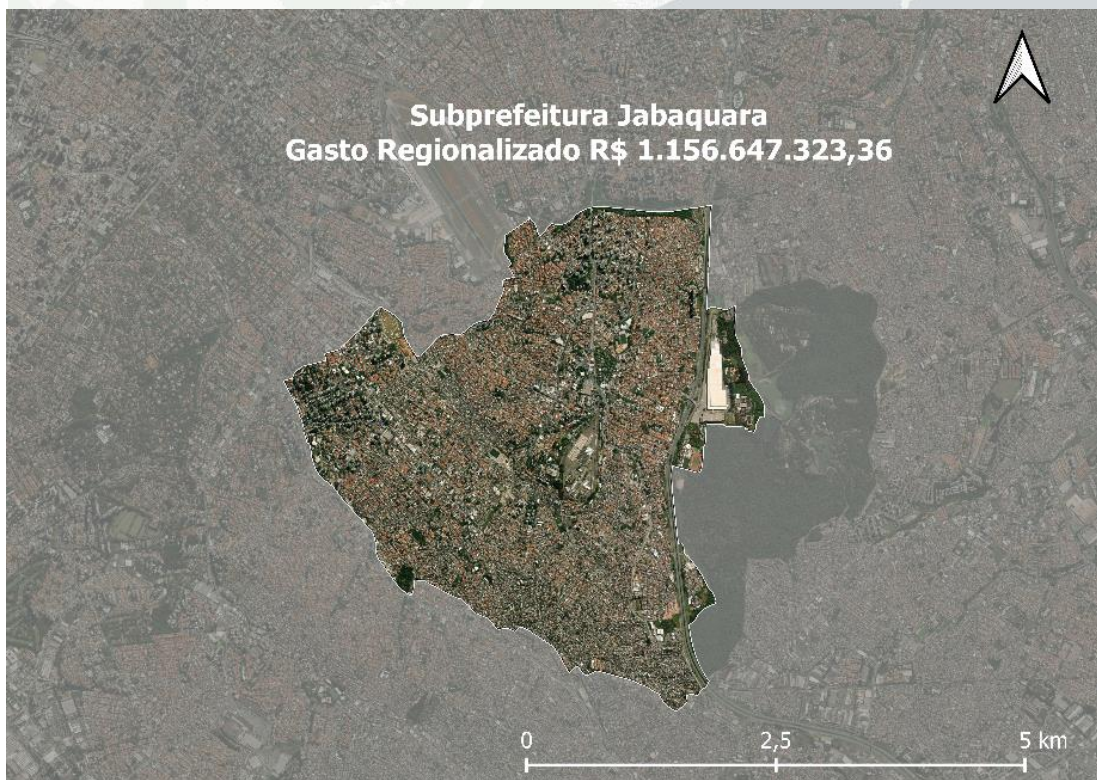 Subprefeitura Jabaquara
Gasto Regionalizado R$ 1.156.647.323,36
0 2,5 5 km